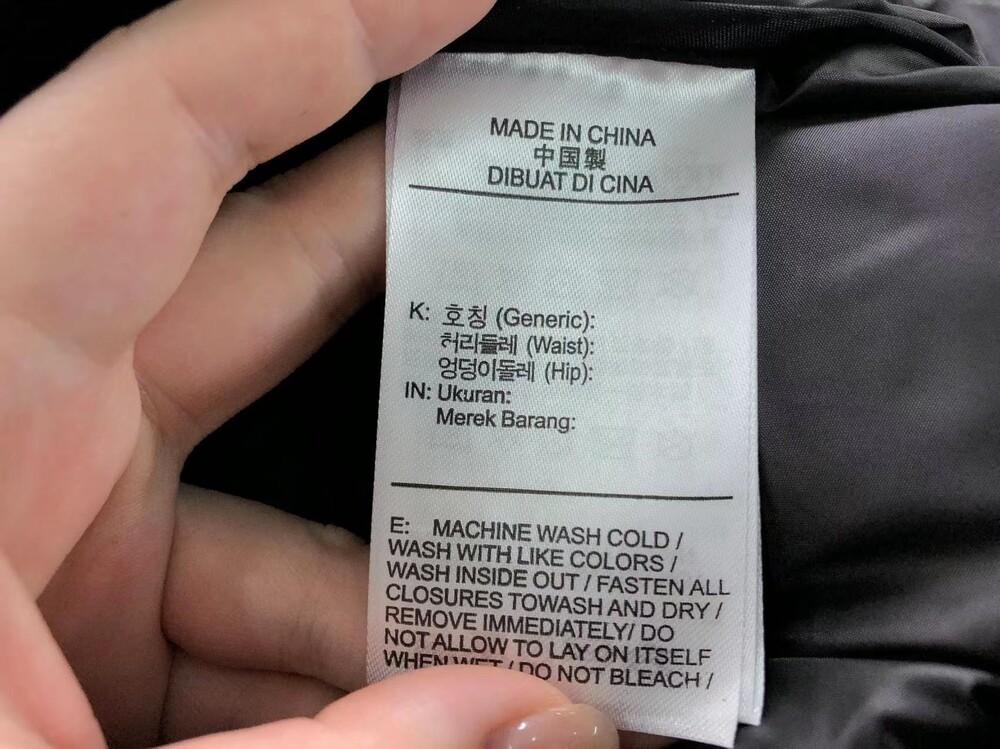 MADE IN CHINA
中国製
DIBUAT DI CINA
K: 호칭 (Generic):
허리들레 (Waist):
엉덩이돌레 (Hip):
IN: Ukuran:
Merek Barang:
E: MACHINE WASH COLD /
WASH WITH LIKE COLORS /
WASH INSIDE OUT / FASTEN ALL
CLOSURES TOWASH AND DRY /
REMOVE IMMEDIATELY/ DO
NOT ALLOW TO LAY ON ITSELF
WHEN WET / DO NOT BLEACH /